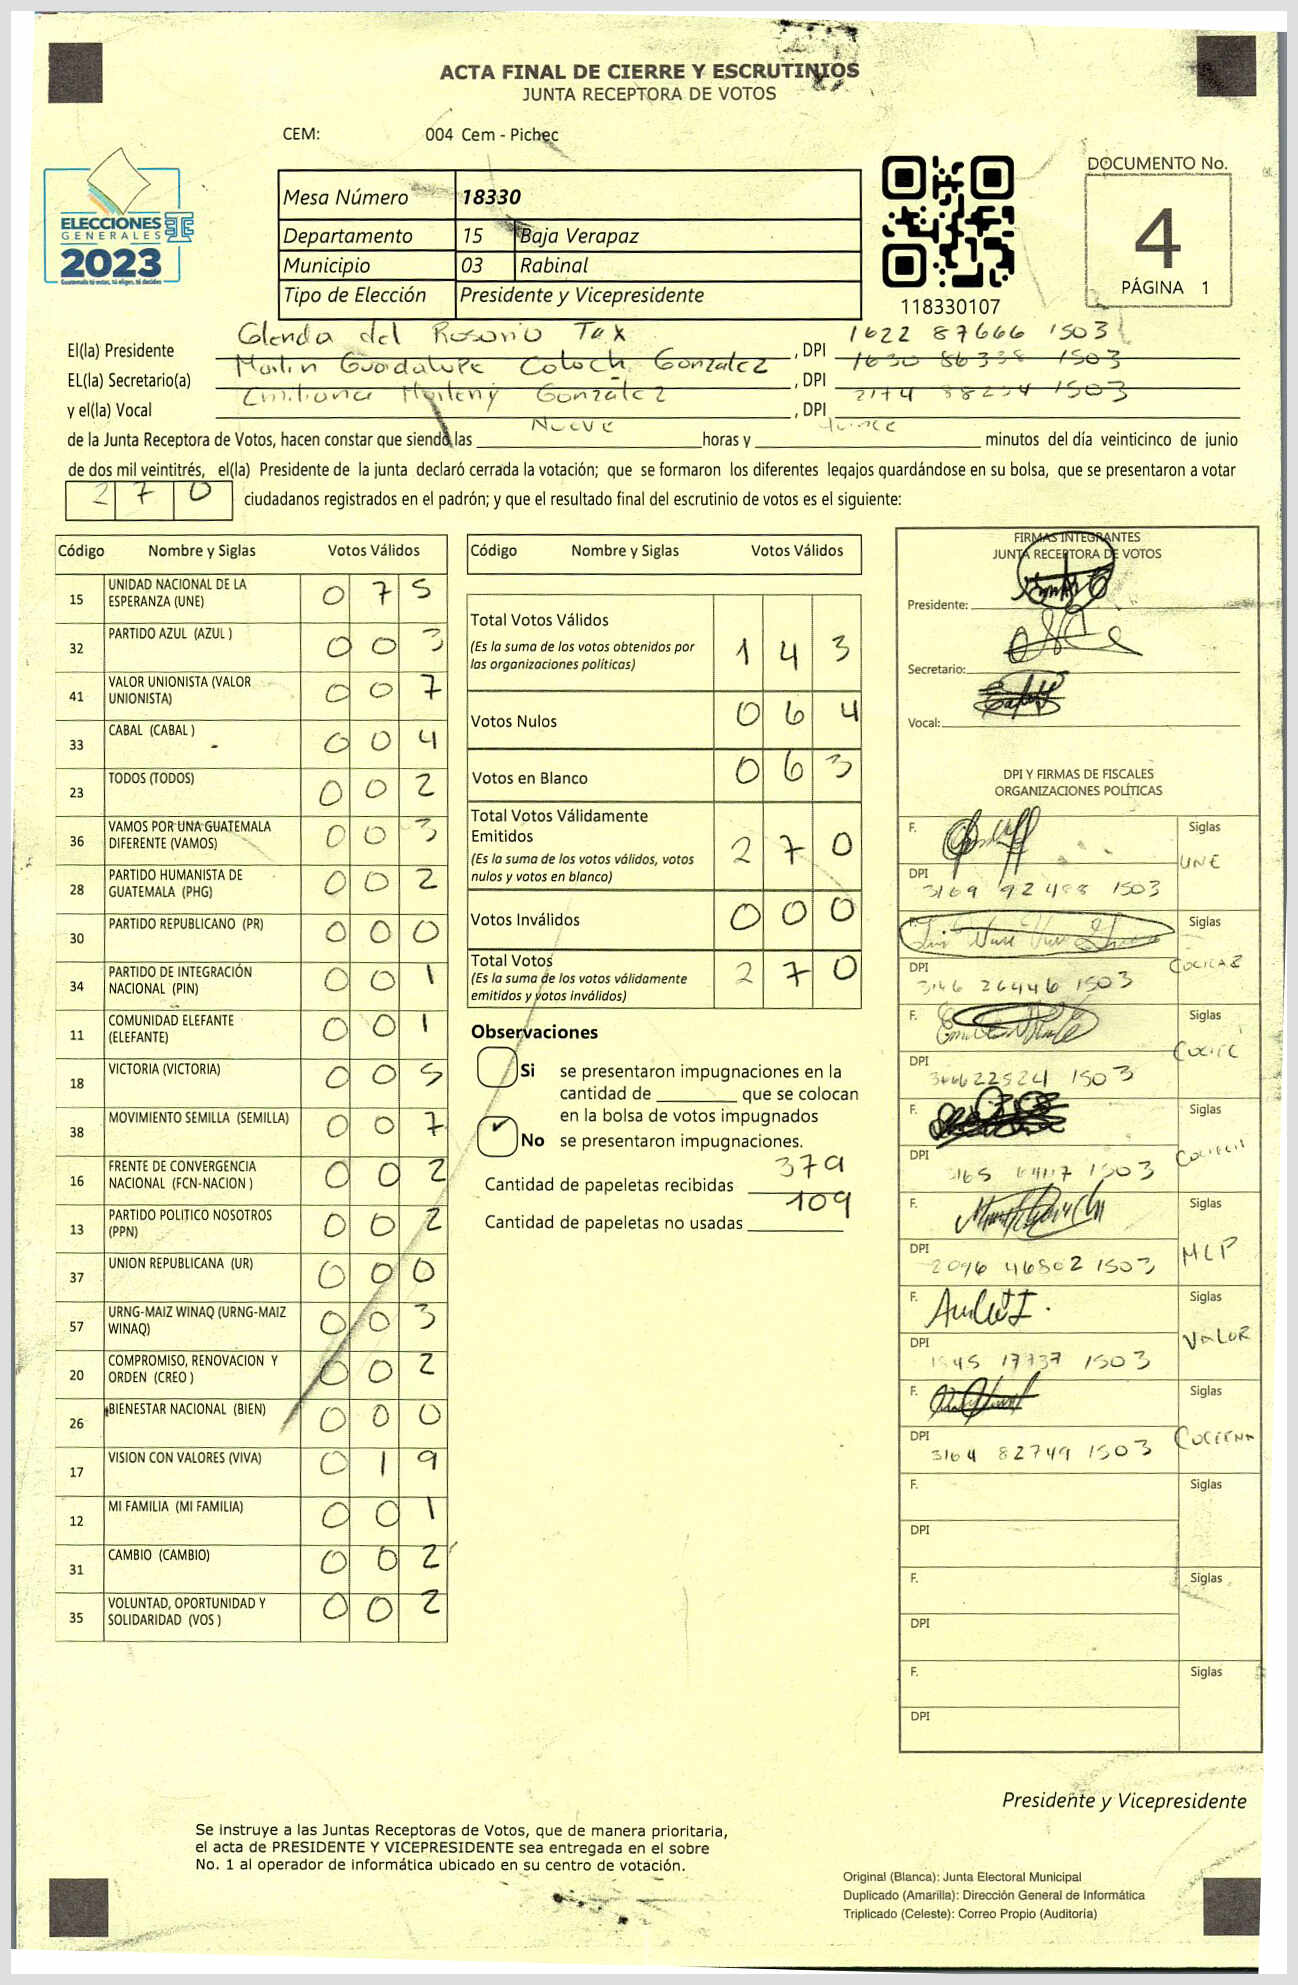 ACTA FINAL DE CIERRE Y ESCRUTINIOS
JUNTA RECEPTORA DE VOTOS
CEM: 004 Cem - Pichec
ELECCIONES
GENERALES
2023
Mesa Número 18330
Departamento 15 Baja Verapaz
Municipio 03 Rabinal
Tipo de Elección Presidente y Vicepresidente
118330107
DOCUMENTO No.
4
PÁGINA 1
El(la) Presidente Glenda del Rosario Tax , DPI 1622 87666 1503
EL(la) Secretario(a) Marlin Guadalupe Coloch Gonzalez , DPI 1630 86338 1503
y el(la) Vocal Emiliana Marleny González , DPI 2174 88254 1503
de la Junta Receptora de Votos, hacen constar que siendo las Nueve horas y minutos del día veinticinco de junio
de dos mil veintitrés, el(la) Presidente de la junta declaró cerrada la votación; que se formaron los diferentes legajos guardándose en su bolsa, que se presentaron a votar
270 ciudadanos registrados en el padrón; y que el resultado final del escrutinio de votos es el siguiente:
Código Nombre y Siglas Votos Válidos
15 UNIDAD NACIONAL DE LA ESPERANZA (UNE) 0 7 5
32 PARTIDO AZUL (AZUL ) 0 0 3
41 VALOR UNIONISTA (VALOR UNIONISTA) 0 0 7
33 CABAL (CABAL ) 0 0 4
23 TODOS (TODOS) 0 0 2
36 VAMOS POR UNA GUATEMALA DIFERENTE (VAMOS) 0 0 3
28 PARTIDO HUMANISTA DE GUATEMALA (PHG) 0 0 2
30 PARTIDO REPUBLICANO (PR) 0 0 0
34 PARTIDO DE INTEGRACIÓN NACIONAL (PIN) 0 0 1
11 COMUNIDAD ELEFANTE (ELEFANTE) 0 0 1
18 VICTORIA (VICTORIA) 0 0 5
38 MOVIMIENTO SEMILLA (SEMILLA) 0 0 7
16 FRENTE DE CONVERGENCIA NACIONAL (FCN-NACION ) 0 0 2
13 PARTIDO POLITICO NOSOTROS (PPN) 0 0 2
37 UNION REPUBLICANA (UR) 0 0 0
57 URNG-MAIZ WINAQ (URNG-MAIZ WINAQ) 0 0 3
20 COMPROMISO, RENOVACION Y ORDEN (CREO ) 0 0 2
26 BIENESTAR NACIONAL (BIEN) 0 0 0
17 VISION CON VALORES (VIVA) 0 1 9
12 MI FAMILIA (MI FAMILIA) 0 0 1
31 CAMBIO (CAMBIO) 0 0 2
35 VOLUNTAD, OPORTUNIDAD Y SOLIDARIDAD (VOS ) 0 0 2
Código Nombre y Siglas Votos Válidos
Total Votos Válidos 1 4 3
(Es la suma de los votos obtenidos por
las organizaciones políticas)
Votos Nulos 0 6 4
Votos en Blanco 0 6 3
Total Votos Válidamente
Emitidos 2 7 0
(Es la suma de los votos válidos, votos
nulos y votos en blanco)
Votos Inválidos 0 0 0
Total Votos 2 7 0
(Es la suma de los votos válidamente
emitidos y votos inválidos)
Observaciones
Si se presentaron impugnaciones en la
cantidad de ________ que se colocan
en la bolsa de votos impugnados
No se presentaron impugnaciones.
Cantidad de papeletas recibidas 379
Cantidad de papeletas no usadas 109
FIRMAS INTEGRANTES
JUNTA RECEPTORA DE VOTOS
Presidente:
Secretario:
Vocal:
DPI Y FIRMAS DE FISCALES
ORGANIZACIONES POLÍTICAS
F. Siglas
UNE
DPI 3169 92488 1503
F. Siglas
DPI 3146 26446 1503
F. Siglas
DPI 3466 22524 1503
F. Siglas
DPI 1503
F. Siglas
MLP
DPI 2096 46802 1503
F. Siglas
VALOR
DPI 17737 1503
F. Siglas
DPI 3164 82749 1503
F. Siglas
DPI
F. Siglas
DPI
F. Siglas
DPI
Presidente y Vicepresidente
Se instruye a las Juntas Receptoras de Votos, que de manera prioritaria,
el acta de PRESIDENTE Y VICEPRESIDENTE sea entregada en el sobre
No. 1 al operador de informática ubicado en su centro de votación.
Original (Blanca): Junta Electoral Municipal
Duplicado (Amarilla): Dirección General de Informática
Triplicado (Celeste): Correo Propio (Auditoría)